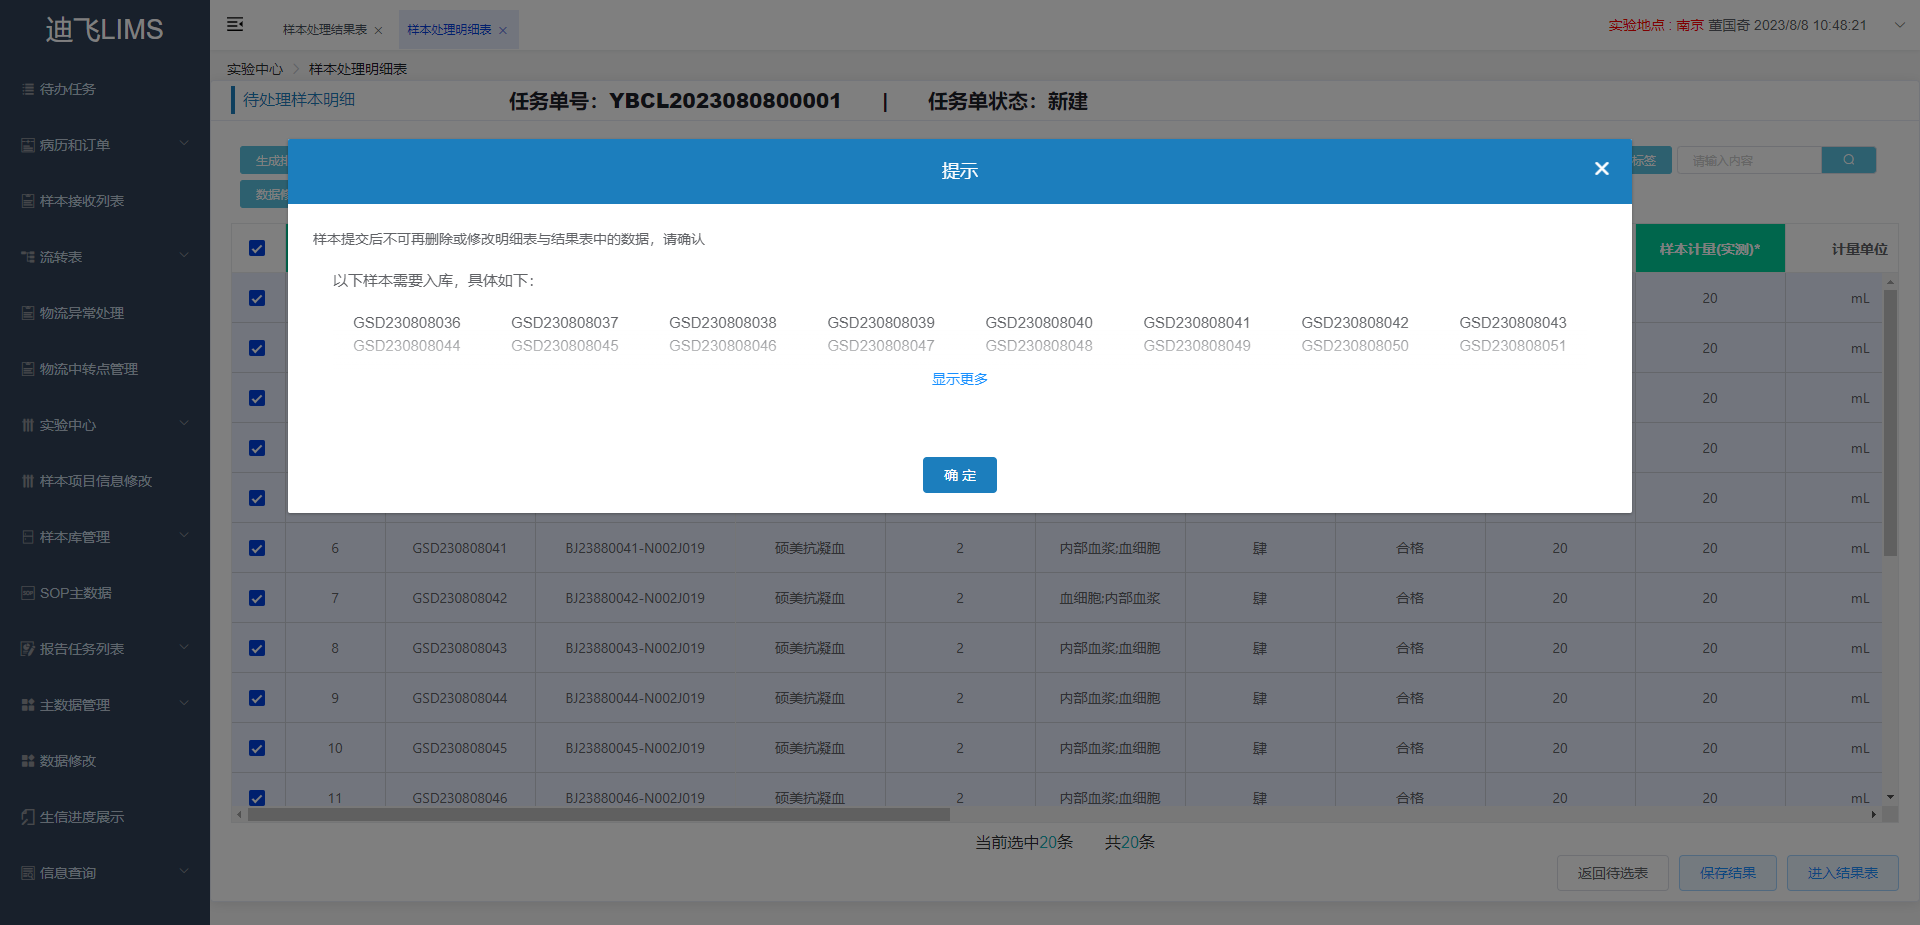 迪飞LIMS
待办任务
病历和订单
样本接收列表
流转表
物流异常处理
物流中转点管理
实验中心
样本项目信息修改
样本库管理
SOP主数据
报告任务列表
主数据管理
数据修改
生信进度展示
信息查询
样本处理结果表 样本处理明细表
实验地点 : 南京 董国奇 2023/8/8 10:48:21
实验中心 样本处理明细表
待处理样本明细 任务单号：YBCL2023080800001 | 任务单状态：新建
生成 标签 请输入内容
数据
提示
样本提交后不可再删除或修改明细表与结果表中的数据，请确认
以下样本需要入库，具体如下：
GSD230808036 GSD230808037 GSD230808038 GSD230808039 GSD230808040 GSD230808041 GSD230808042 GSD230808043
GSD230808044 GSD230808045 GSD230808046 GSD230808047 GSD230808048 GSD230808049 GSD230808050 GSD230808051
显示更多
确 定
样本计量(实测)* 计量单位
20 mL
20 mL
20 mL
20 mL
20 mL
6 GSD230808041 BJ23880041-N002J019 硕美抗凝血 2 内部血浆;血细胞 肆 合格 20 20 mL
7 GSD230808042 BJ23880042-N002J019 硕美抗凝血 2 血细胞;内部血浆 肆 合格 20 20 mL
8 GSD230808043 BJ23880043-N002J019 硕美抗凝血 2 内部血浆;血细胞 肆 合格 20 20 mL
9 GSD230808044 BJ23880044-N002J019 硕美抗凝血 2 内部血浆;血细胞 肆 合格 20 20 mL
10 GSD230808045 BJ23880045-N002J019 硕美抗凝血 2 内部血浆;血细胞 肆 合格 20 20 mL
11 GSD230808046 BJ23880046-N002J019 硕美抗凝血 2 内部血浆;血细胞 肆 合格 20 20 mL
当前选中20条 共20条
返回待选表 保存结果 进入结果表